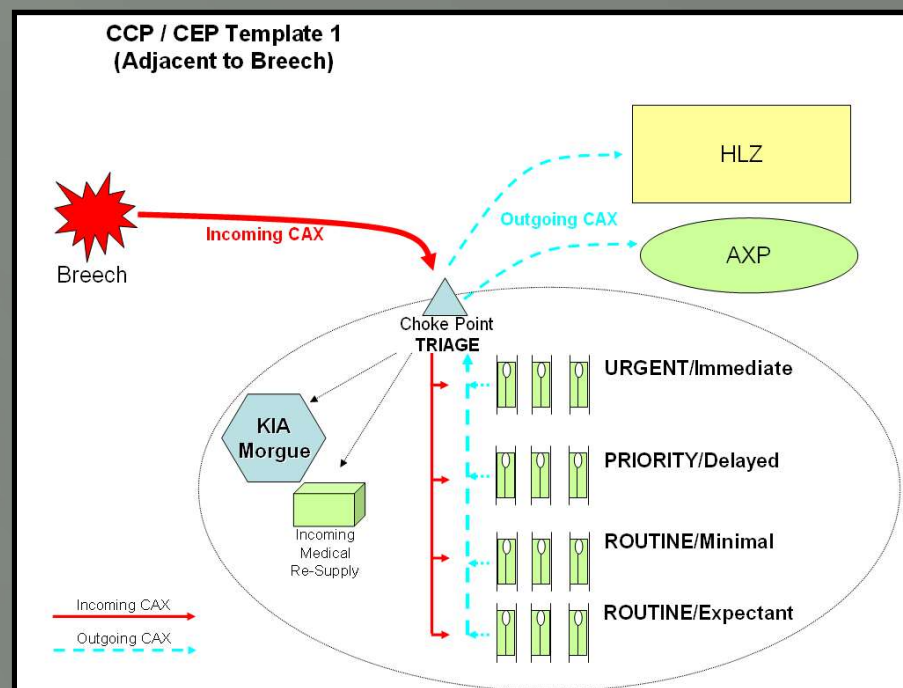 CCP / CEP Template 1
(Adjacent to Breech)
HLZ
Outgoing CAX
Incoming CAX
AXP
Breech
Choke Point
TRIAGE
URGENT/Immediate
KIA
Morgue
PRIORITY/Delayed
Incoming
Medical
Re-Supply
ROUTINE/Minimal
ROUTINE/Expectant
Incoming CAX
Outgoing CAX